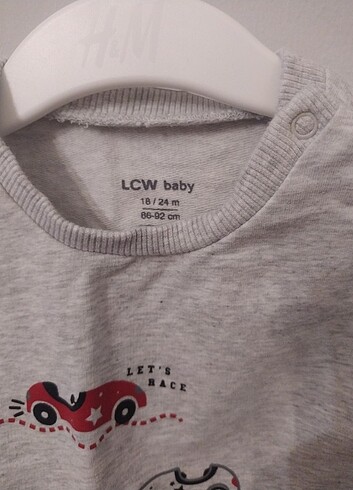 H&M
LCW baby
18 / 24 m
86-92 cm
LET'S
RACE